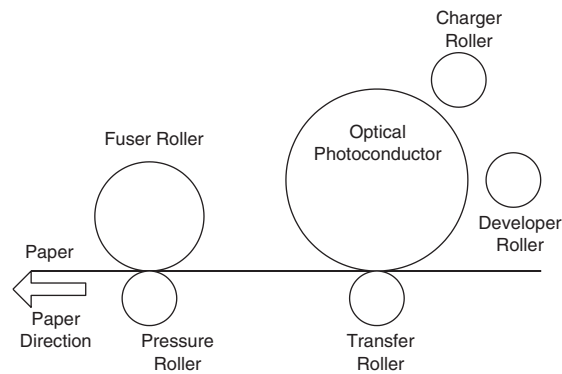 Charger
Roller
Optical
Photoconductor
Fuser Roller
Developer
Roller
Paper
Paper
Direction
Pressure
Roller
Transfer
Roller